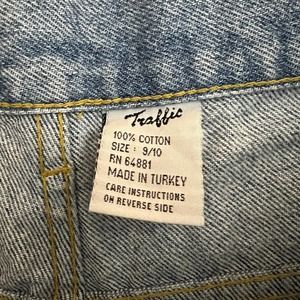 Traffic
100% COTTON
SIZE : 9/10
RN 64881
MADE IN TURKEY
CARE INSTRUCTIONS
ON REVERSE SIDE